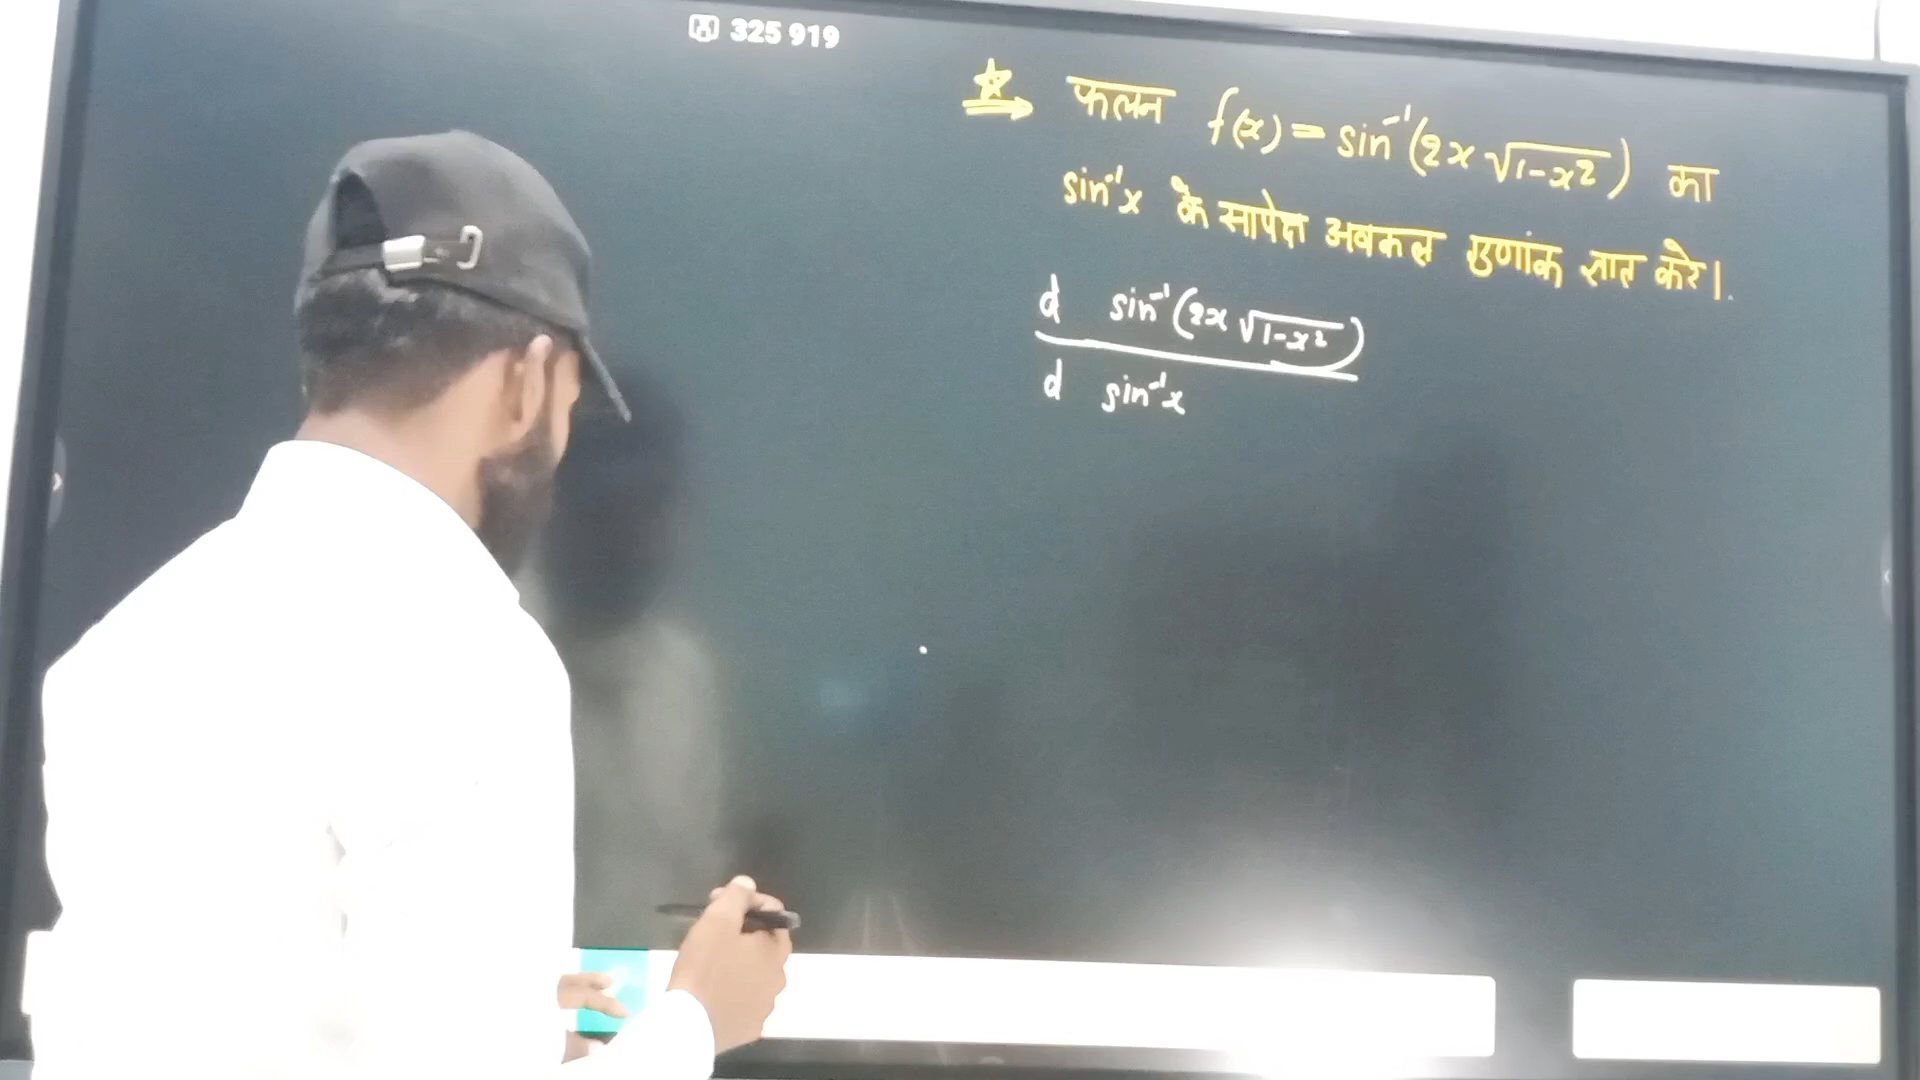 325 919
फलन f(x) = sin⁻¹(2x √1-x²) का
sin⁻¹x के सापेक्ष अवकल गुणांक ज्ञात करे।
d sin⁻¹(2x √1-x²)
d sin⁻¹x